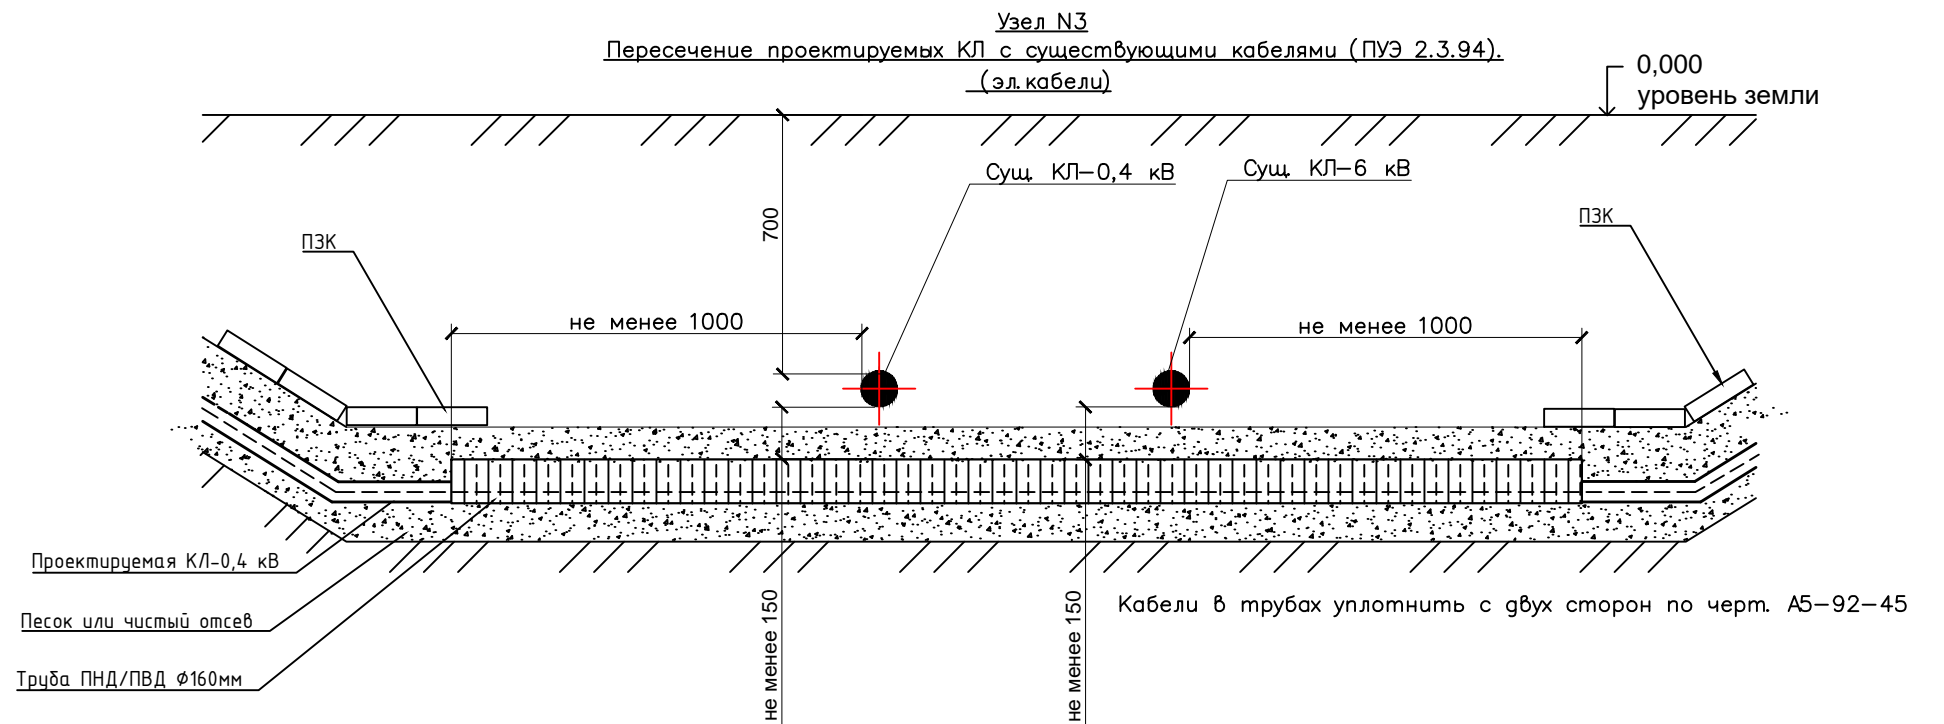 Узел N3
Пересечение проектируемых КЛ с существующими кабелями (ПУЭ 2.3.94).
(эл.кабели)
0,000
уровень земли
Сущ. КЛ-0,4 кВ
Сущ. КЛ-6 кВ
700
ПЗК
ПЗК
не менее 1000
не менее 1000
Проектируемая КЛ-0,4 кВ
Песок или чистый отсев
Труба ПНД/ПВД Ø160мм
не менее 150
не менее 150
Кабели в трубах уплотнить с двух сторон по черт. А5-92-45